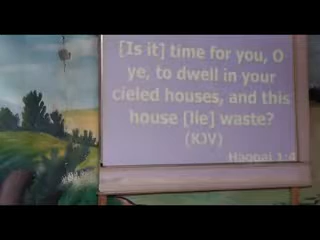 [Is it] time for you, O
ye, to dwell in your
cieled houses, and this
house [lie] waste?
(KJV)
Haggai 1:4